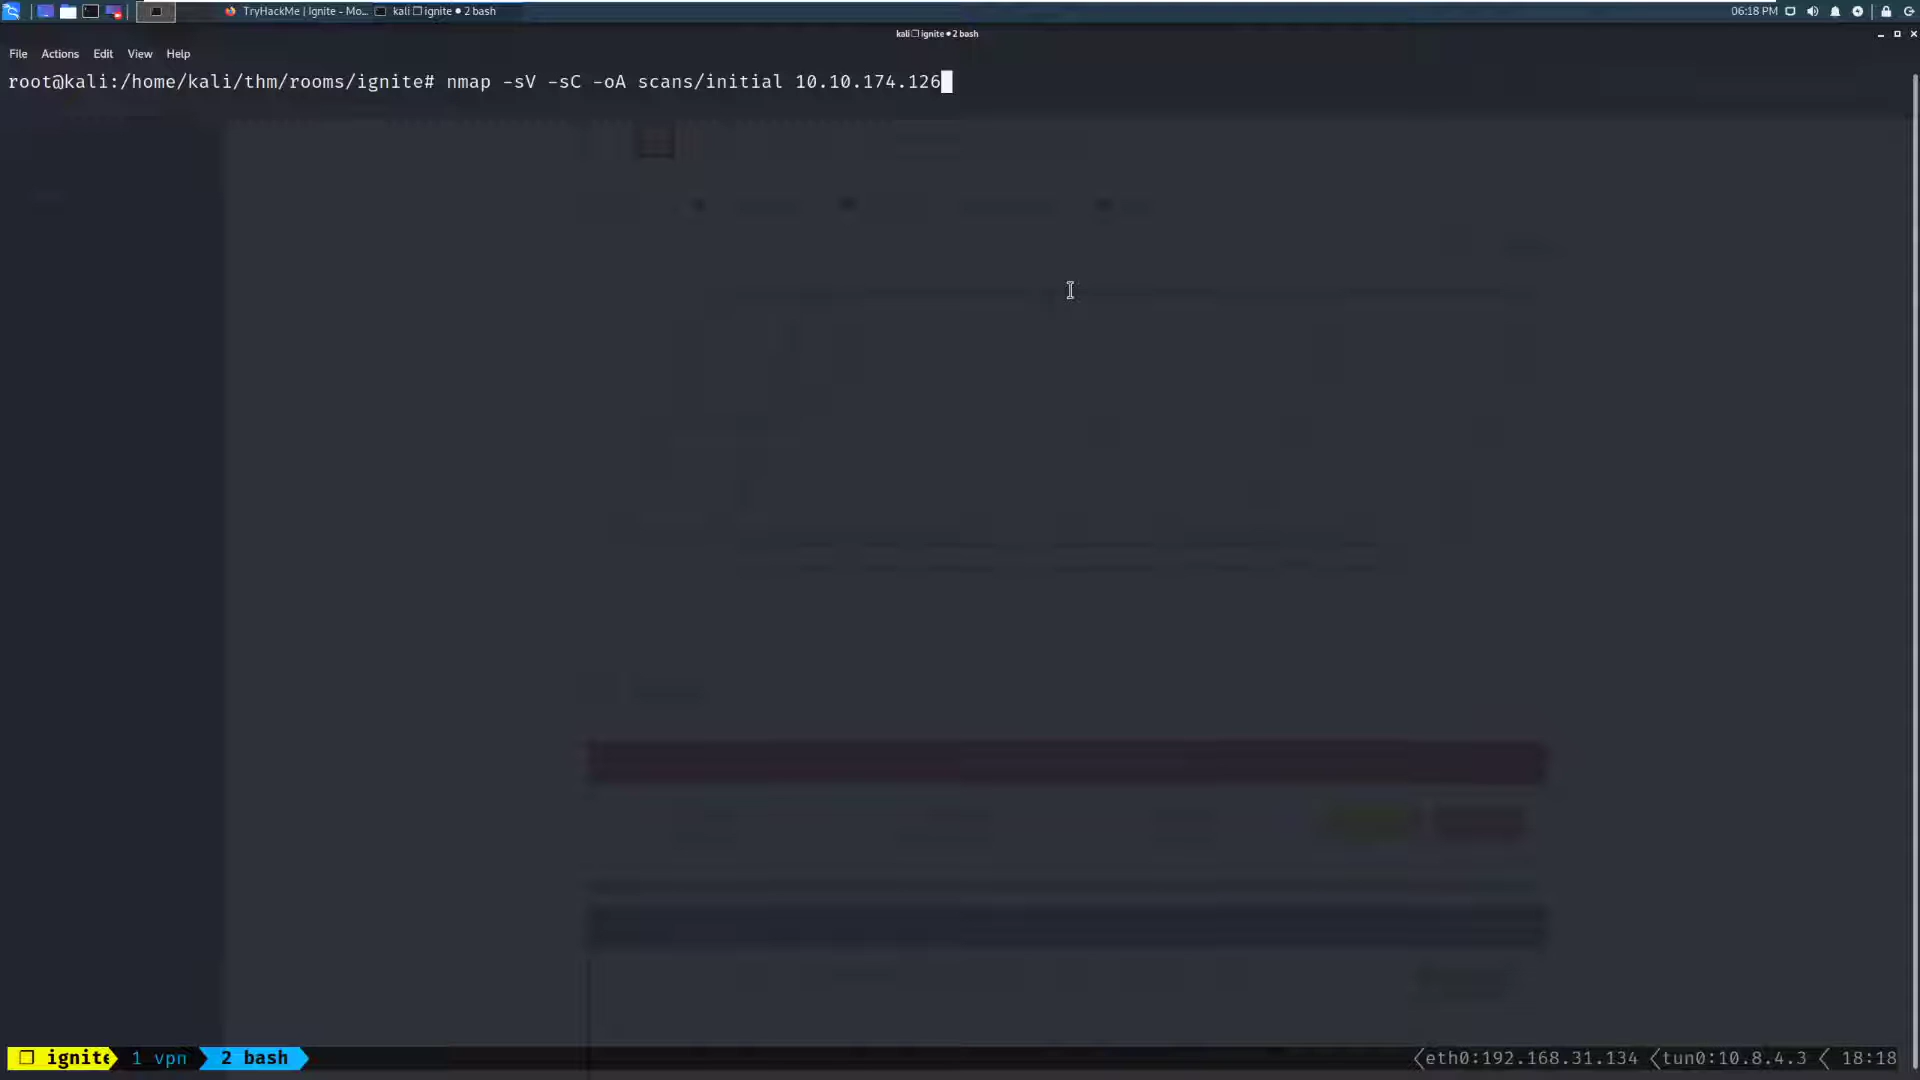 TryHackMe | Ignite - Mo...
kali ❐ ignite ● 2 bash
06:18 PM
kali ❐ ignite ● 2 bash
File Actions Edit View Help
root@kali:/home/kali/thm/rooms/ignite# nmap -sV -sC -oA scans/initial 10.10.174.126
❐ ignite 1 vpn 2 bash
eth0:192.168.31.134 tun0:10.8.4.3 18:18